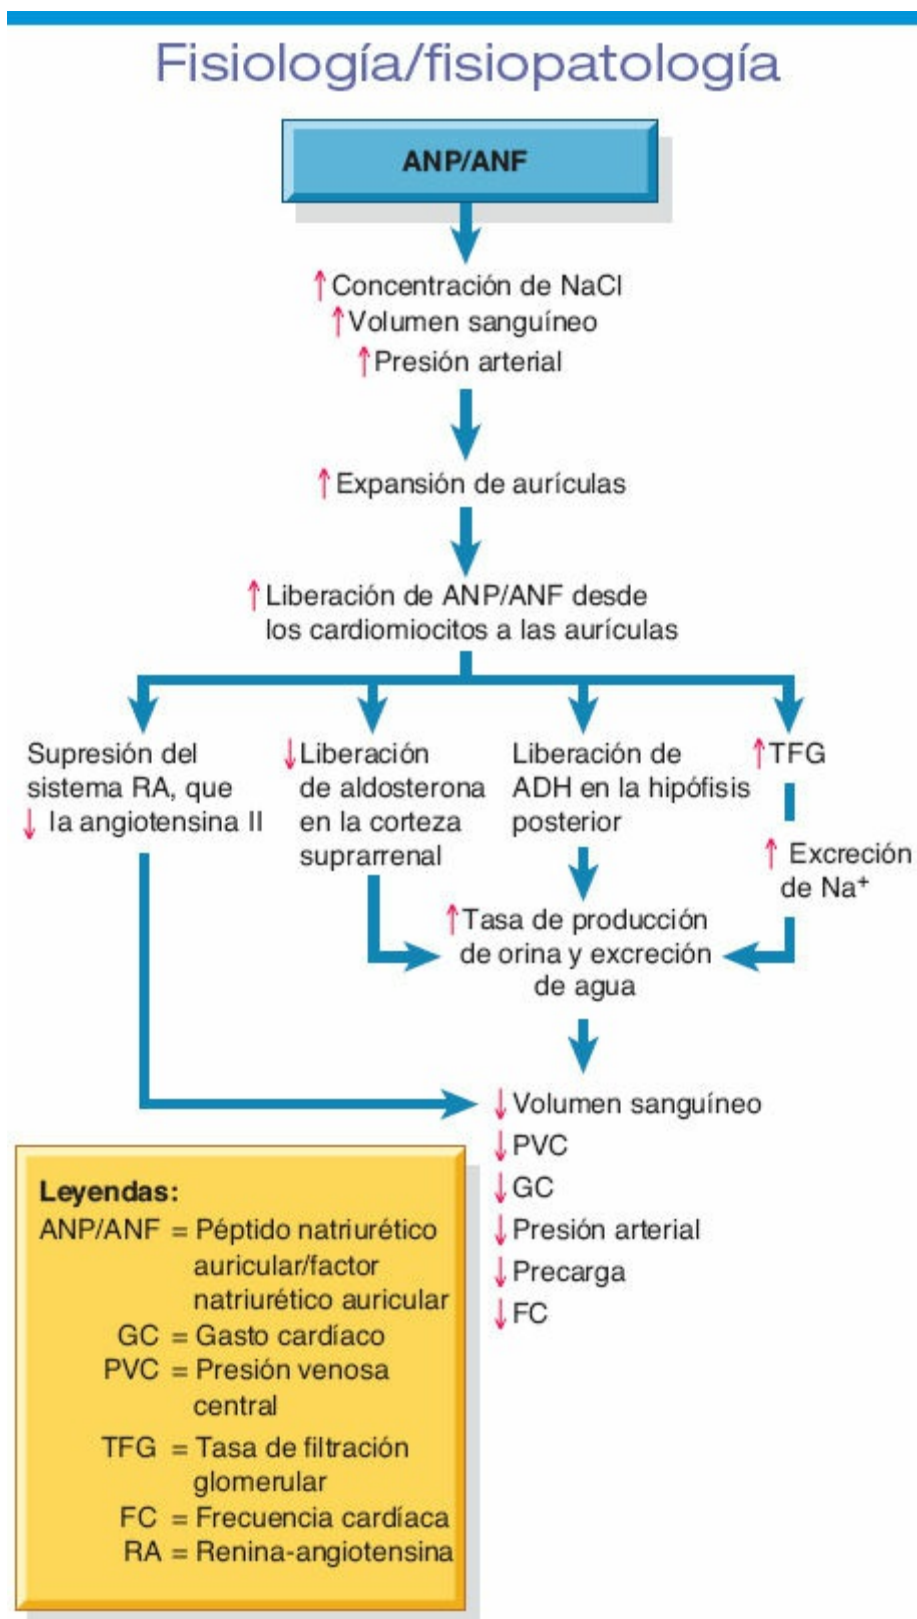 Fisiología/fisiopatología
ANP/ANF
↑Concentración de NaCl
↑Volumen sanguíneo
↑Presión arterial
↑Expansión de aurículas
↑Liberación de ANP/ANF desde
los cardiomiocitos a las aurículas
Supresión del
sistema RA, que
↓ la angiotensina II
↓Liberación
de aldosterona
en la corteza
suprarrenal
Liberación de
ADH en la hipófisis
posterior
↑TFG
↑ Excreción
de Na⁺
↑Tasa de producción
de orina y excreción
de agua
↓Volumen sanguíneo
↓PVC
↓GC
↓Presión arterial
↓Precarga
↓FC
Leyendas:
ANP/ANF = Péptido natriurético
auricular/factor
natriurético auricular
GC = Gasto cardíaco
PVC = Presión venosa
central
TFG = Tasa de filtración
glomerular
FC = Frecuencia cardíaca
RA = Renina-angiotensina